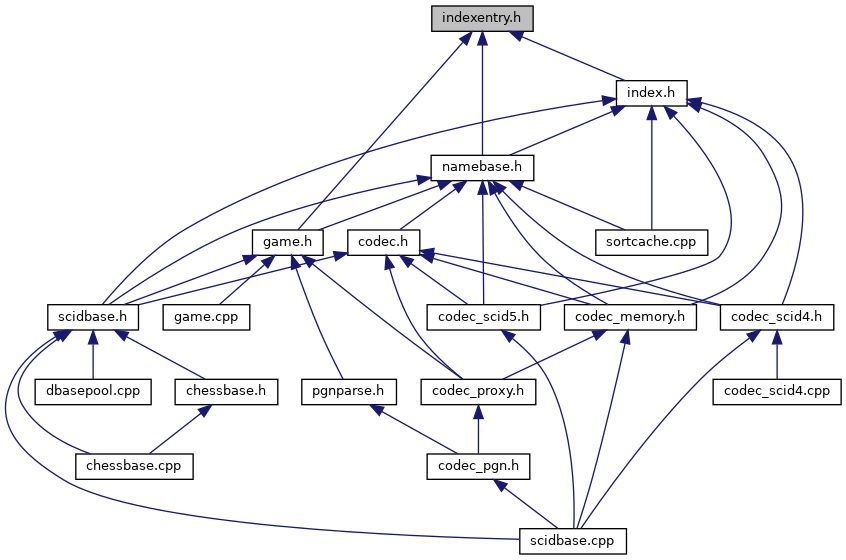 indexentry.h
index.h
namebase.h
game.h
codec.h
sortcache.cpp
scidbase.h
game.cpp
codec_scid5.h
codec_memory.h
codec_scid4.h
dbasepool.cpp
chessbase.h
pgnparse.h
codec_proxy.h
codec_scid4.cpp
chessbase.cpp
codec_pgn.h
scidbase.cpp